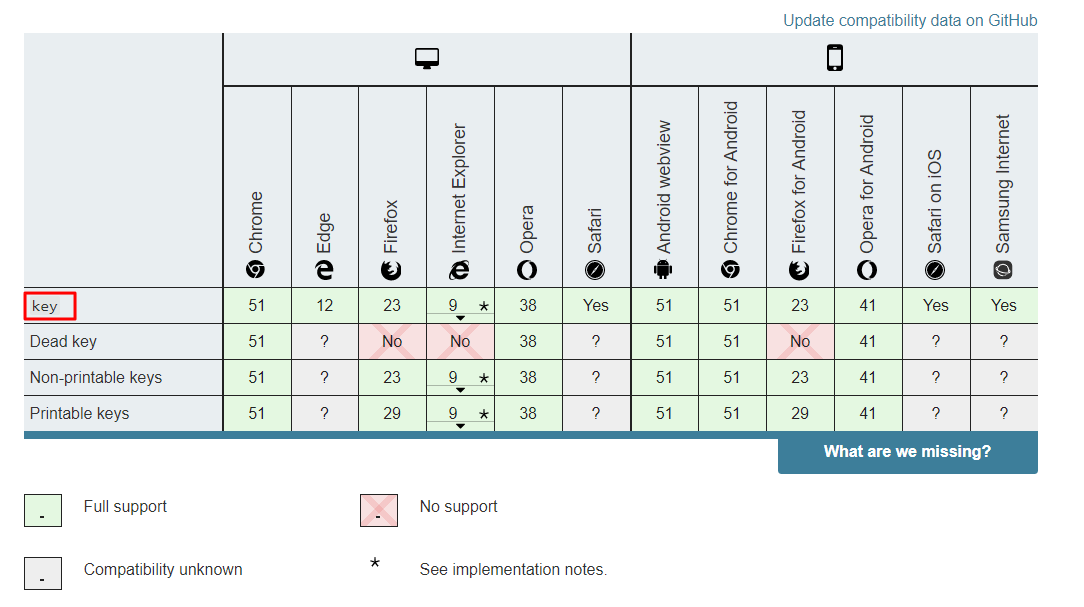 Update compatibility data on GitHub
Chrome
Edge
Firefox
Internet Explorer
Opera
Safari
Android webview
Chrome for Android
Firefox for Android
Opera for Android
Safari on iOS
Samsung Internet
key 51 12 23 9 * 38 Yes 51 51 23 41 Yes Yes
Dead key 51 ? No No 38 ? 51 51 No 41 ? ?
Non-printable keys 51 ? 23 9 * 38 ? 51 51 23 41 ? ?
Printable keys 51 ? 29 9 * 38 ? 51 51 29 41 ? ?
What are we missing?
- Full support - No support
- Compatibility unknown * See implementation notes.